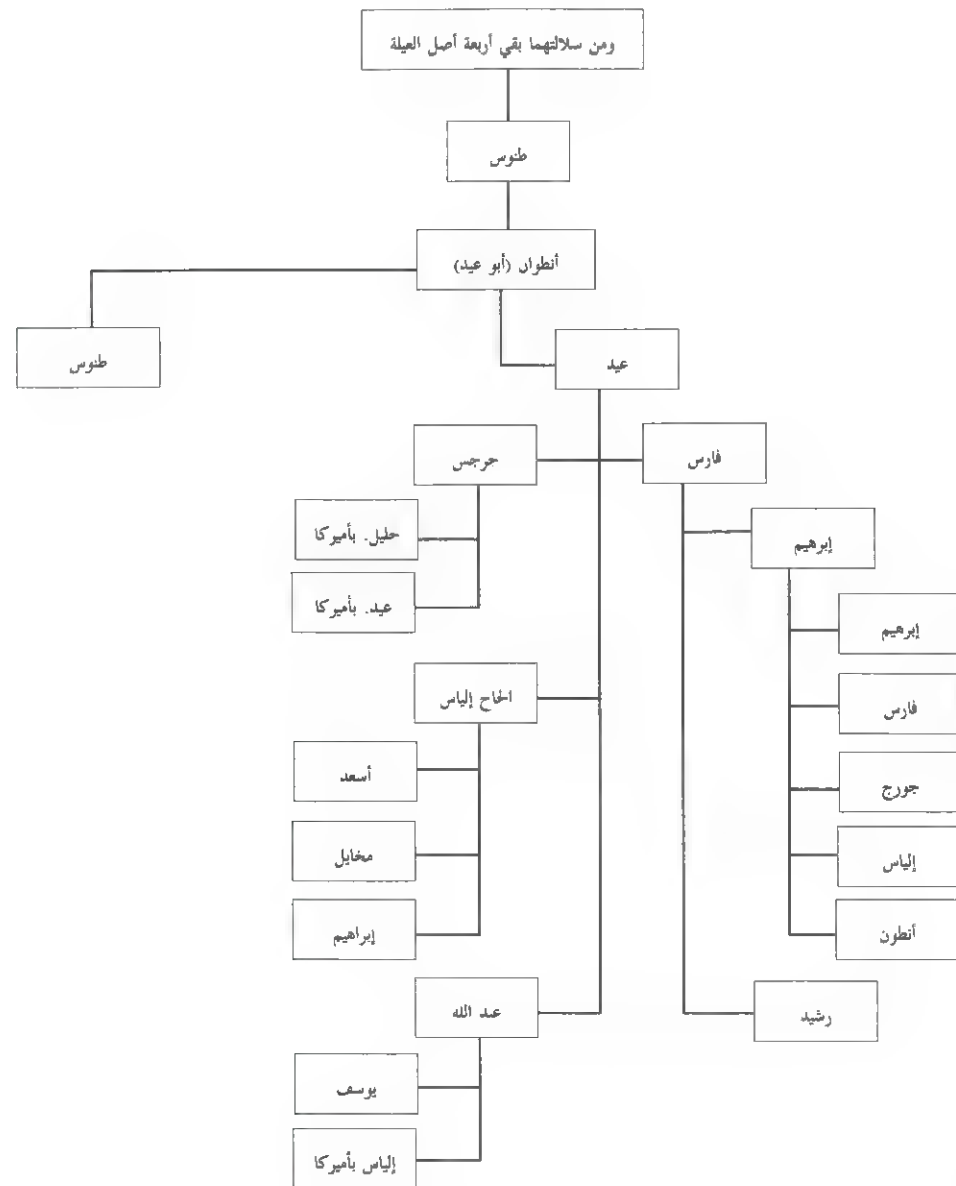 ومن سلالتهما بقي أربعة أصل العيلة
طنوس
أنطوان (أبو عيد)
طنوس
عيد
فارس
جرجس
خليل. بأميركا
عيد. بأميركا
إبرهيم
إبرهيم
فارس
جورج
إلياس
أنطون
الحاج إلياس
أسعد
مخايل
إبراهيم
رشيد
عبد الله
يوسف
إلياس بأميركا